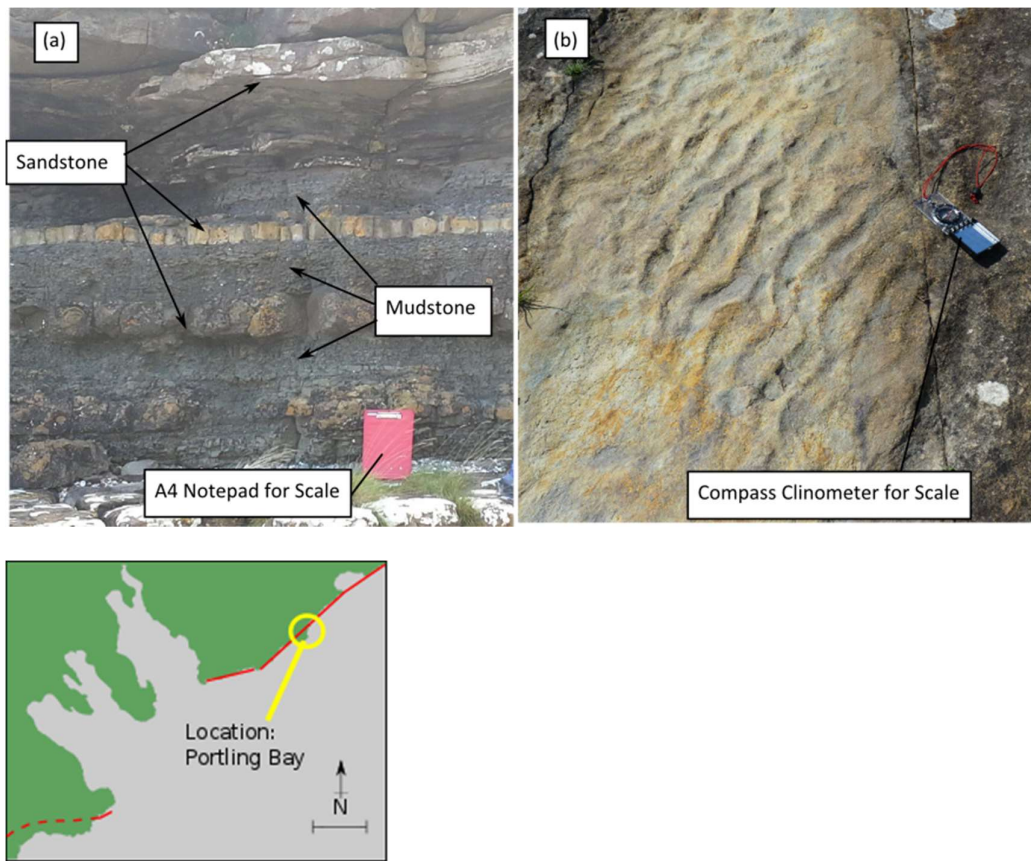 (a)
Sandstone
Mudstone
A4 Notepad for Scale
(b)
Compass Clinometer for Scale
Location:
Portling Bay
N